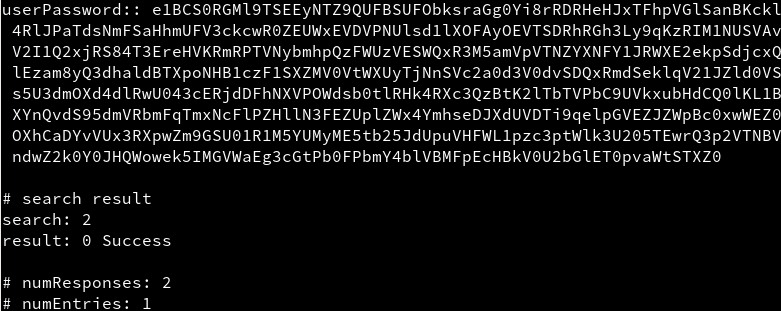 userPassword:: e1BCS0RGMl9TSEEyNTZ9QUFBSUFObksraGg0Yi8rRDRHeHJxTFhpVGlSanBKckl
4RlJPaTdsNmFSaHhmUFV3ckcwR0ZEUWxEVDVPNUlsd1lXOFAyOEVTSDRhRGh3Ly9qKzRIM1NUSVAv
V2I1Q2xjRS84T3EreHVKRmRPTVNybmhpQzFWUzVESWQxR3M5amVpVTNZYXNFY1JRWXE2ekpSdjcxQ
lEzam8yQ3dhaldBTXpoNHB1czF1SXZMV0VtWXUyTjNnSVc2a0d3V0dvSDQxRmdSeklqV21JZld0VS
s5U3dmOXd4dlRwU043cERjdDFhNXVPOWdsb0tlRHk4RXc3QzBtK2lTbTVPbC9UVkxubHdCQ0lKL1B
XYnQvdS95dmVRbmFqTmxNcFlPZHllN3FEZUplZWx4YmhseDJXdUVDTi9qelpGVEZJZWpBc0xwWEZ0
OXhCaDYvVUx3RXpwZm9GSU01R1M5YUMyME5tb25JdUpuVHFWL1pzc3ptWlk3U205TEwrQ3p2VTNBV
ndwZ2k0Y0JHQWowek5IMGVWaEg3cGtPb0FPbmY4blVBMFpEcHBkV0U2bGlET0pvaWtSTXZ0
# search result
search: 2
result: 0 Success
# numResponses: 2
# numEntries: 1